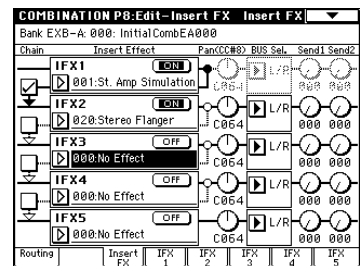 COMBINATION P8:Edit-Insert FX Insert FX
Bank EXB-A: 000: InitialCombEA000
Chain Insert Effect Pan(CC#8) BUS Sel. Send1 Send2
IFX1 ON
001:St. Amp Simulation C064 L/R 000 000
IFX2 ON
020:Stereo Flanger C064 L/R 000 000
IFX3 OFF
000:No Effect C064 L/R 000 000
IFX4 OFF
000:No Effect C064 L/R 000 000
IFX5 OFF
000:No Effect C064 L/R 000 000
Routing Insert FX IFX 1 IFX 2 IFX 3 IFX 4 IFX 5